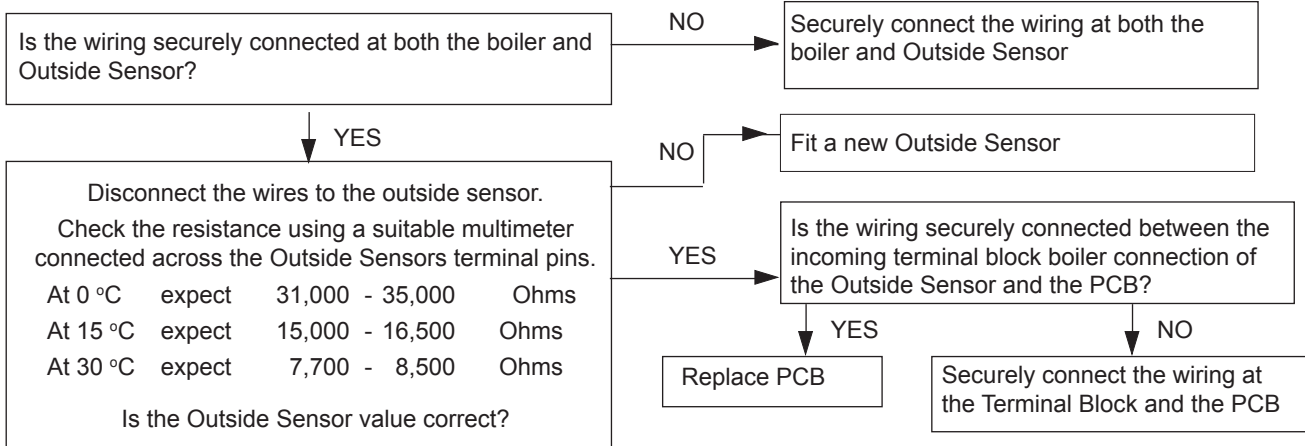 Is the wiring securely connected at both the boiler and
Outside Sensor?
NO
Securely connect the wiring at both the
boiler and Outside Sensor
YES
Disconnect the wires to the outside sensor.
Check the resistance using a suitable multimeter
connected across the Outside Sensors terminal pins.
At 0 °C expect 31,000 - 35,000 Ohms
At 15 °C expect 15,000 - 16,500 Ohms
At 30 °C expect 7,700 - 8,500 Ohms
Is the Outside Sensor value correct?
NO
Fit a new Outside Sensor
YES
Is the wiring securely connected between the
incoming terminal block boiler connection of
the Outside Sensor and the PCB?
YES
Replace PCB
NO
Securely connect the wiring at
the Terminal Block and the PCB